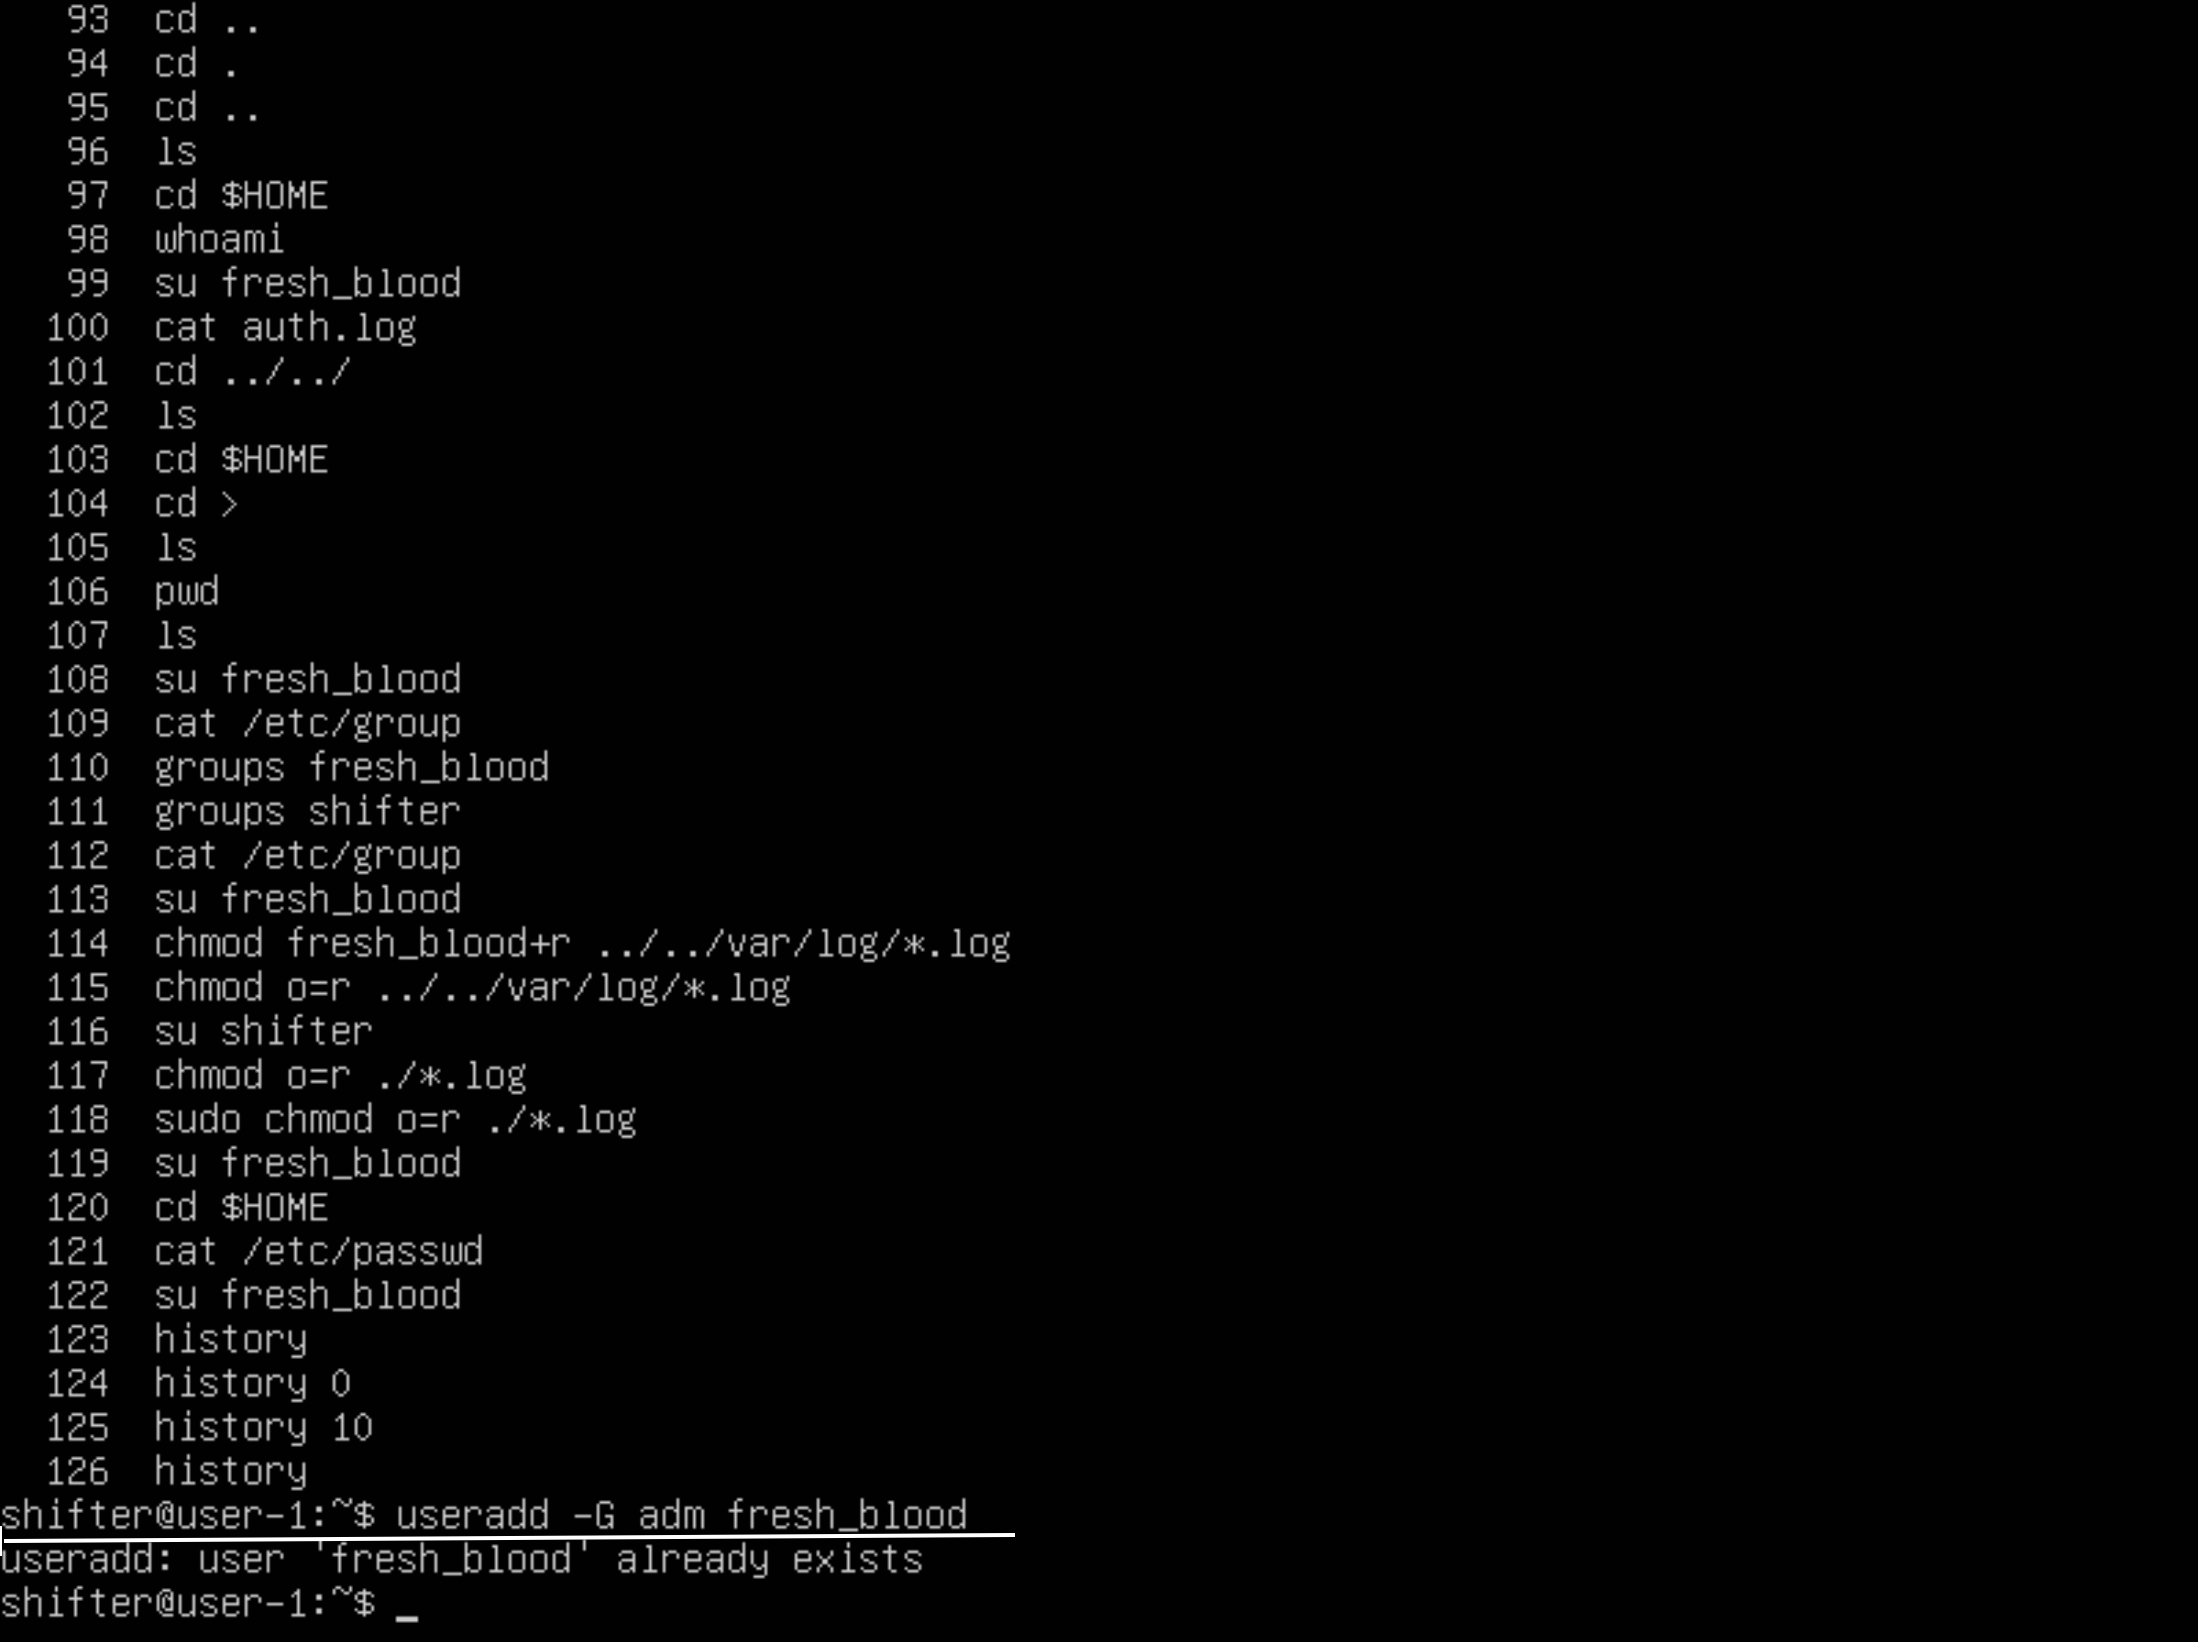 93 cd ..
94 cd .
95 cd ..
96 ls
97 cd $HOME
98 whoami
99 su fresh_blood
100 cat auth.log
101 cd ../../
102 ls
103 cd $HOME
104 cd >
105 ls
106 pwd
107 ls
108 su fresh_blood
109 cat /etc/group
110 groups fresh_blood
111 groups shifter
112 cat /etc/group
113 su fresh_blood
114 chmod fresh_blood+r ../../var/log/*.log
115 chmod o=r ../../var/log/*.log
116 su shifter
117 chmod o=r ./*.log
118 sudo chmod o=r ./*.log
119 su fresh_blood
120 cd $HOME
121 cat /etc/passwd
122 su fresh_blood
123 history
124 history 0
125 history 10
126 history
shifter@user-1:~$ useradd -G adm fresh_blood
useradd: user 'fresh_blood' already exists
shifter@user-1:~$ _